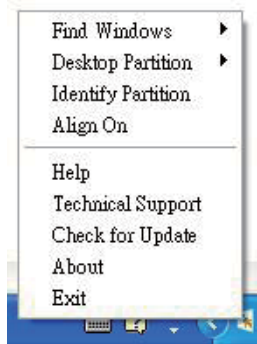 Find Windows
Desktop Partition
Identify Partition
Align On
Help
Technical Support
Check for Update
About
Exit